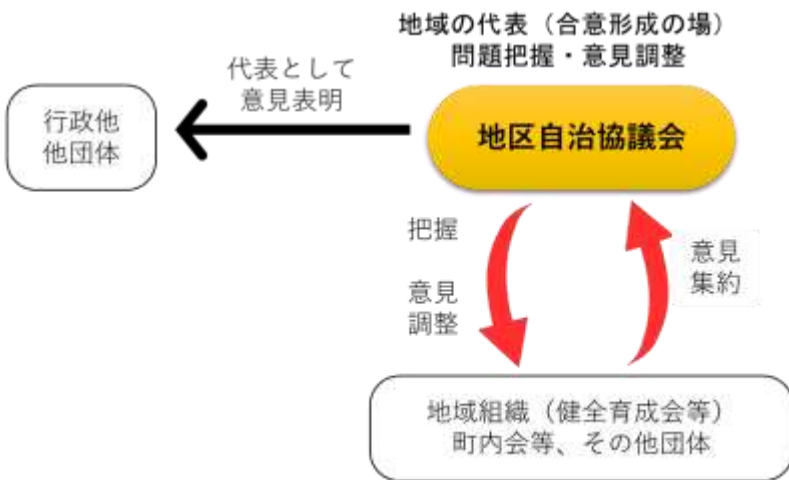 地域の代表（合意形成の場）
問題把握・意見調整
代表として
意見表明
行政他
他団体
地区自治協議会
把握
意見
調整
意見
集約
地域組織（健全育成会等）
町内会等、その他団体